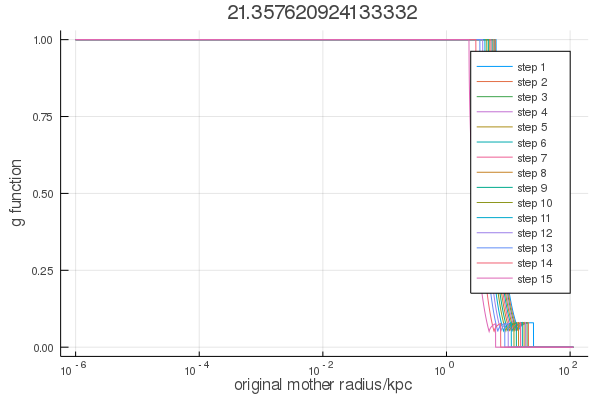 21.357620924133332
1.00
0.75
0.50
0.25
0.00
g function
step 1
step 2
step 3
step 4
step 5
step 6
step 7
step 8
step 9
step 10
step 11
step 12
step 13
step 14
step 15
10⁻⁶ 10⁻⁴ 10⁻² 10⁰ 10²
original mother radius/kpc